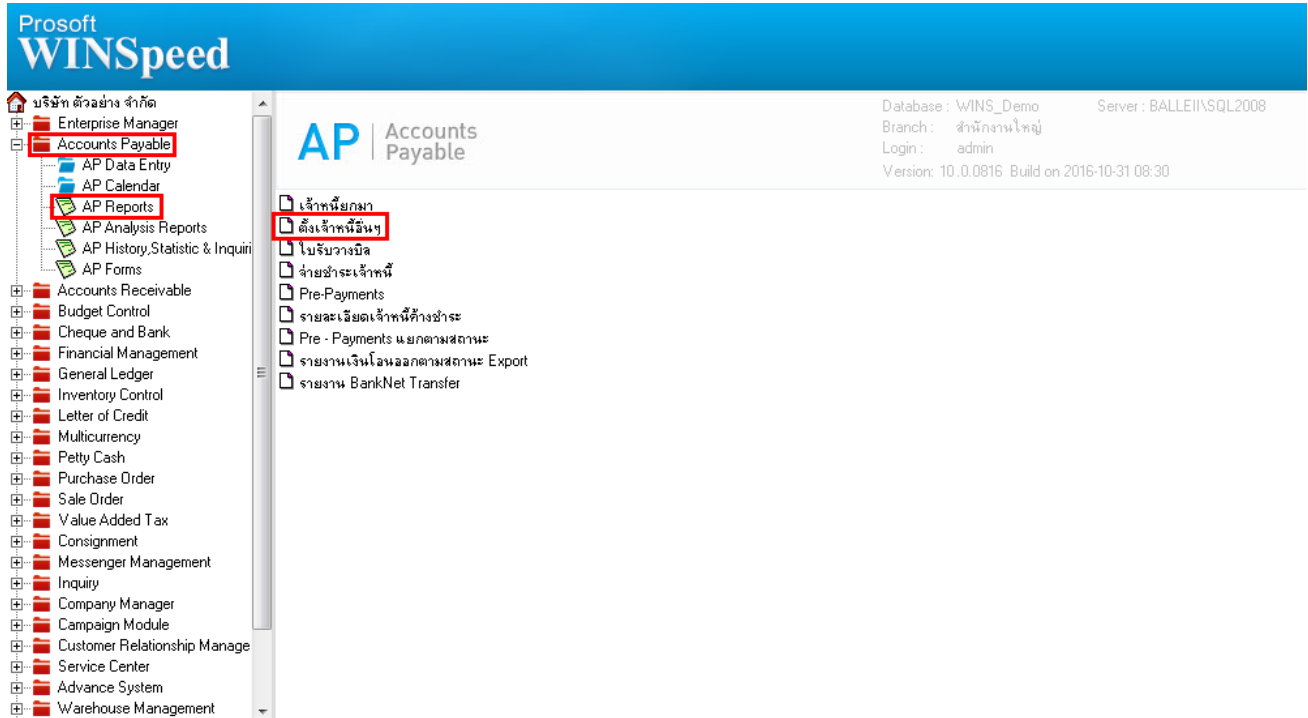 Prosoft
WINSpeed
บริษัท ตัวอย่าง จำกัด
Enterprise Manager
Accounts Payable
AP Data Entry
AP Calendar
AP Reports
AP Analysis Reports
AP History,Statistic & Inquiri
AP Forms
Accounts Receivable
Budget Control
Cheque and Bank
Financial Management
General Ledger
Inventory Control
Letter of Credit
Multicurrency
Petty Cash
Purchase Order
Sale Order
Value Added Tax
Consignment
Messenger Management
Inquiry
Company Manager
Campaign Module
Customer Relationship Manage
Service Center
Advance System
Warehouse Management
AP Accounts
Payable
Database : WINS_Demo Server : BALLEII\SQL2008
Branch : สำนักงานใหญ่
Login : admin
Version: 10.0.0816 Build on 2016-10-31 08:30
เจ้าหนี้ยกมา
ตั้งเจ้าหนี้อื่นๆ
ใบรับวางบิล
จ่ายชำระเจ้าหนี้
Pre-Payments
รายละเอียดเจ้าหนี้ค้างชำระ
Pre - Payments แยกตามสถานะ
รายงานเงินโอนออกตามสถานะ Export
รายงาน BankNet Transfer